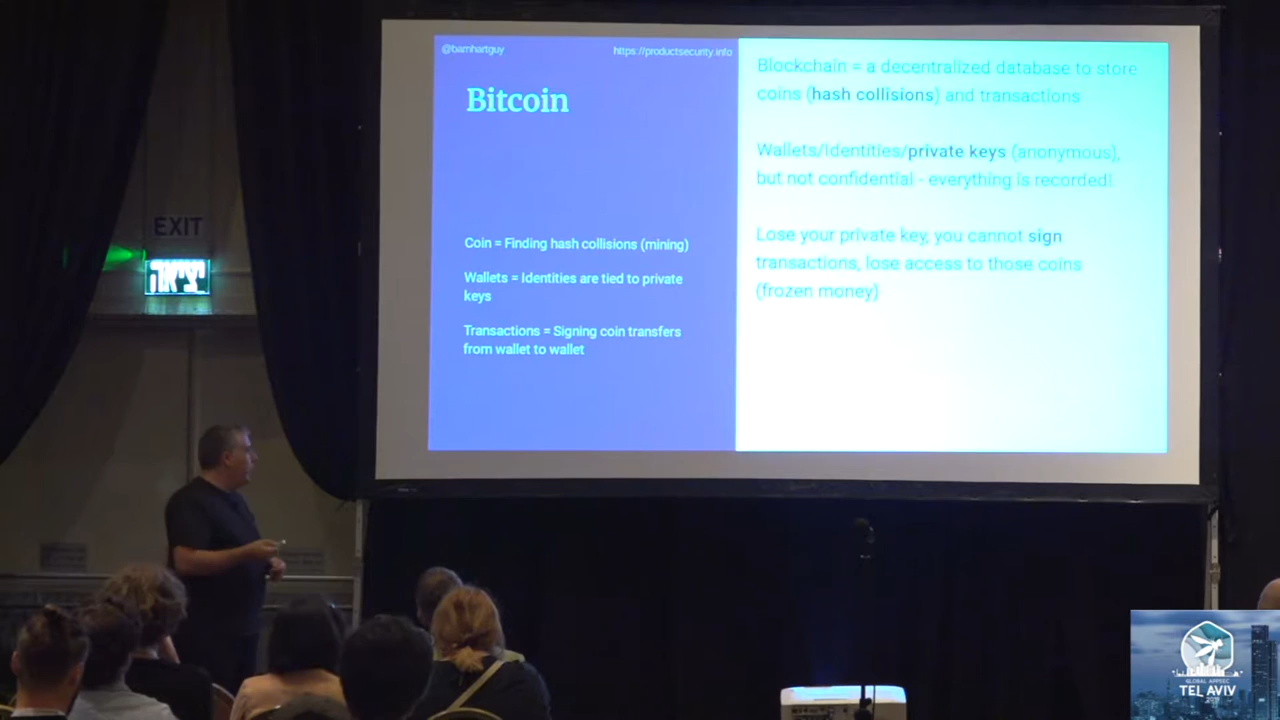 @barnhartguy
https://productsecurity.info
Bitcoin
Coin = Finding hash collisions (mining)
Wallets = Identities are tied to private
keys
Transactions = Signing coin transfers
from wallet to wallet
Blockchain = a decentralized database to store
coins (hash collisions) and transactions
Wallets/Identities/private keys (anonymous),
but not confidential - everything is recorded!
Lose your private key, you cannot sign
transactions, lose access to those coins
(frozen money)
EXIT
יציאה
GLOBAL APPSEC
TEL AVIV